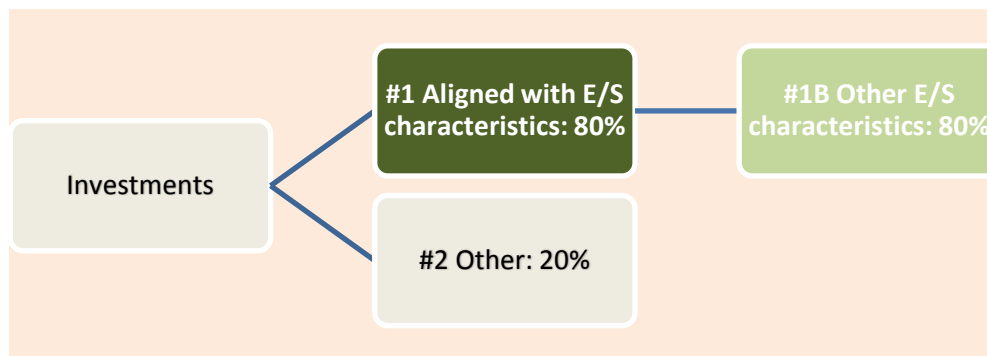 Investments
#1 Aligned with E/S
characteristics: 80%
#2 Other: 20%
#1B Other E/S
characteristics: 80%